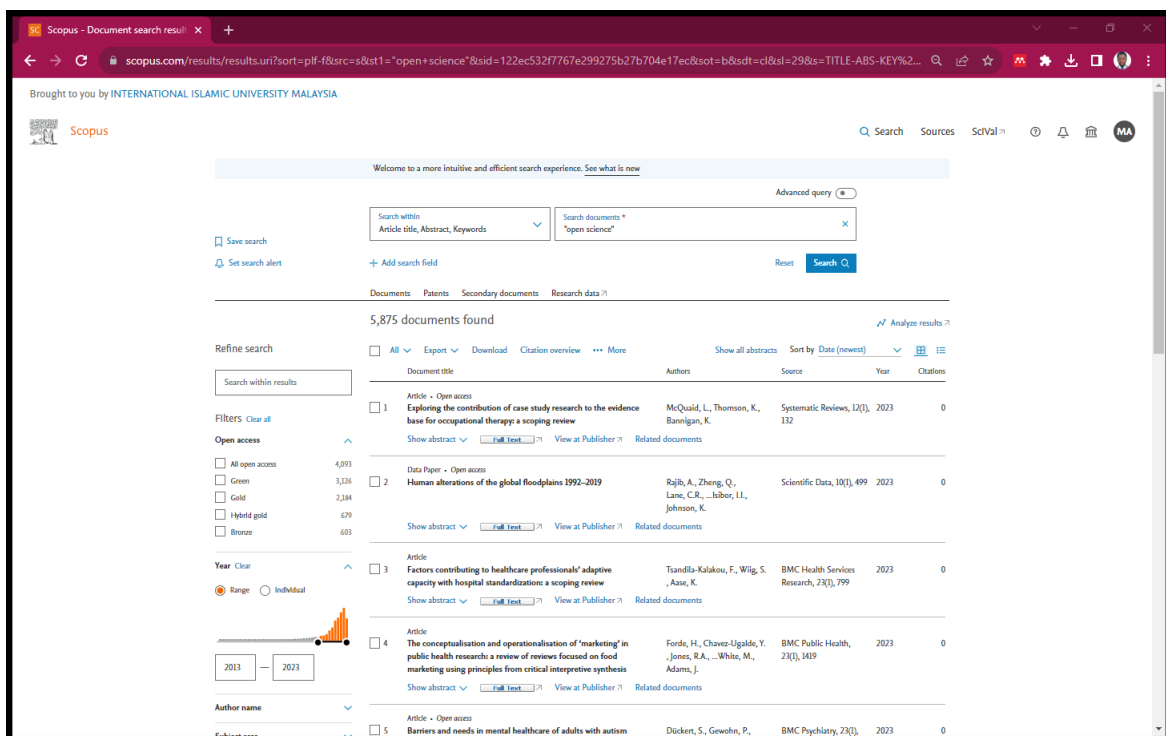 SC Scopus - Document search result
scopus.com/results/results.uri?sort=plf-f&src=s&st1="open+science"&sid=122ec532f7767e299275b27b704e17ec&sot=b&sdt=cl&sl=29&s=TITLE-ABS-KEY%2...
Brought to you by INTERNATIONAL ISLAMIC UNIVERSITY MALAYSIA
Scopus
Search Sources SciVal MA
Welcome to a more intuitive and efficient search experience. See what is new
Advanced query
Search within
Article title, Abstract, Keywords
Search documents *
"open science"
Save search
Set search alert
+ Add search field
Reset Search
Documents Patents Secondary documents Research data
5,875 documents found
Analyze results
Refine search
All Export Download Citation overview ••• More Show all abstracts Sort by Date (newest)
Document title Authors Source Year Citations
Search within results
Article • Open access
1 Exploring the contribution of case study research to the evidence base for occupational therapy: a scoping review
McQuaid, L., Thomson, K., Bannigan, K.
Systematic Reviews, 12(1), 132
2023 0
Show abstract Full Text View at Publisher Related documents
Filters Clear all
Open access
All open access 4,093
Green 3,126
Gold 2,184
Hybrid gold 679
Bronze 603
Data Paper • Open access
2 Human alterations of the global floodplains 1992–2019
Rajib, A., Zheng, Q., Lane, C.R., ...Isibor, I.I., Johnson, K.
Scientific Data, 10(1), 499
2023 0
Show abstract Full Text View at Publisher Related documents
Year Clear
Range Individual
2013 — 2023
Article
3 Factors contributing to healthcare professionals' adaptive capacity with hospital standardization: a scoping review
Tsandila-Kalakou, F., Wiig, S., Aase, K.
BMC Health Services Research, 23(1), 799
2023 0
Show abstract Full Text View at Publisher Related documents
Article
4 The conceptualisation and operationalisation of 'marketing' in public health research: a review of reviews focused on food marketing using principles from critical interpretive synthesis
Forde, H., Chavez-Ugalde, Y., Jones, R.A., ...White, M., Adams, J.
BMC Public Health, 23(1), 1419
2023 0
Show abstract Full Text View at Publisher Related documents
Author name
Subject area
Article • Open access
5 Barriers and needs in mental healthcare of adults with autism
Dückert, S., Gewohn, P.,
BMC Psychiatry, 23(1),
2023 0